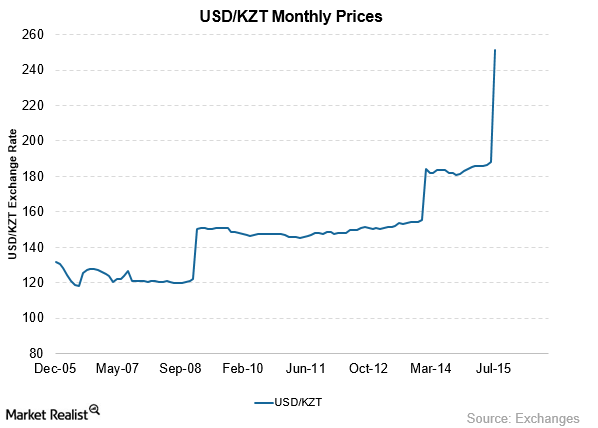 USD/KZT Monthly Prices
USD/KZT Exchange Rate
260
240
220
200
180
160
140
120
100
80
Dec-05 May-07 Sep-08 Feb-10 Jun-11 Oct-12 Mar-14 Jul-15
USD/KZT
Market Realist
Source: Exchanges